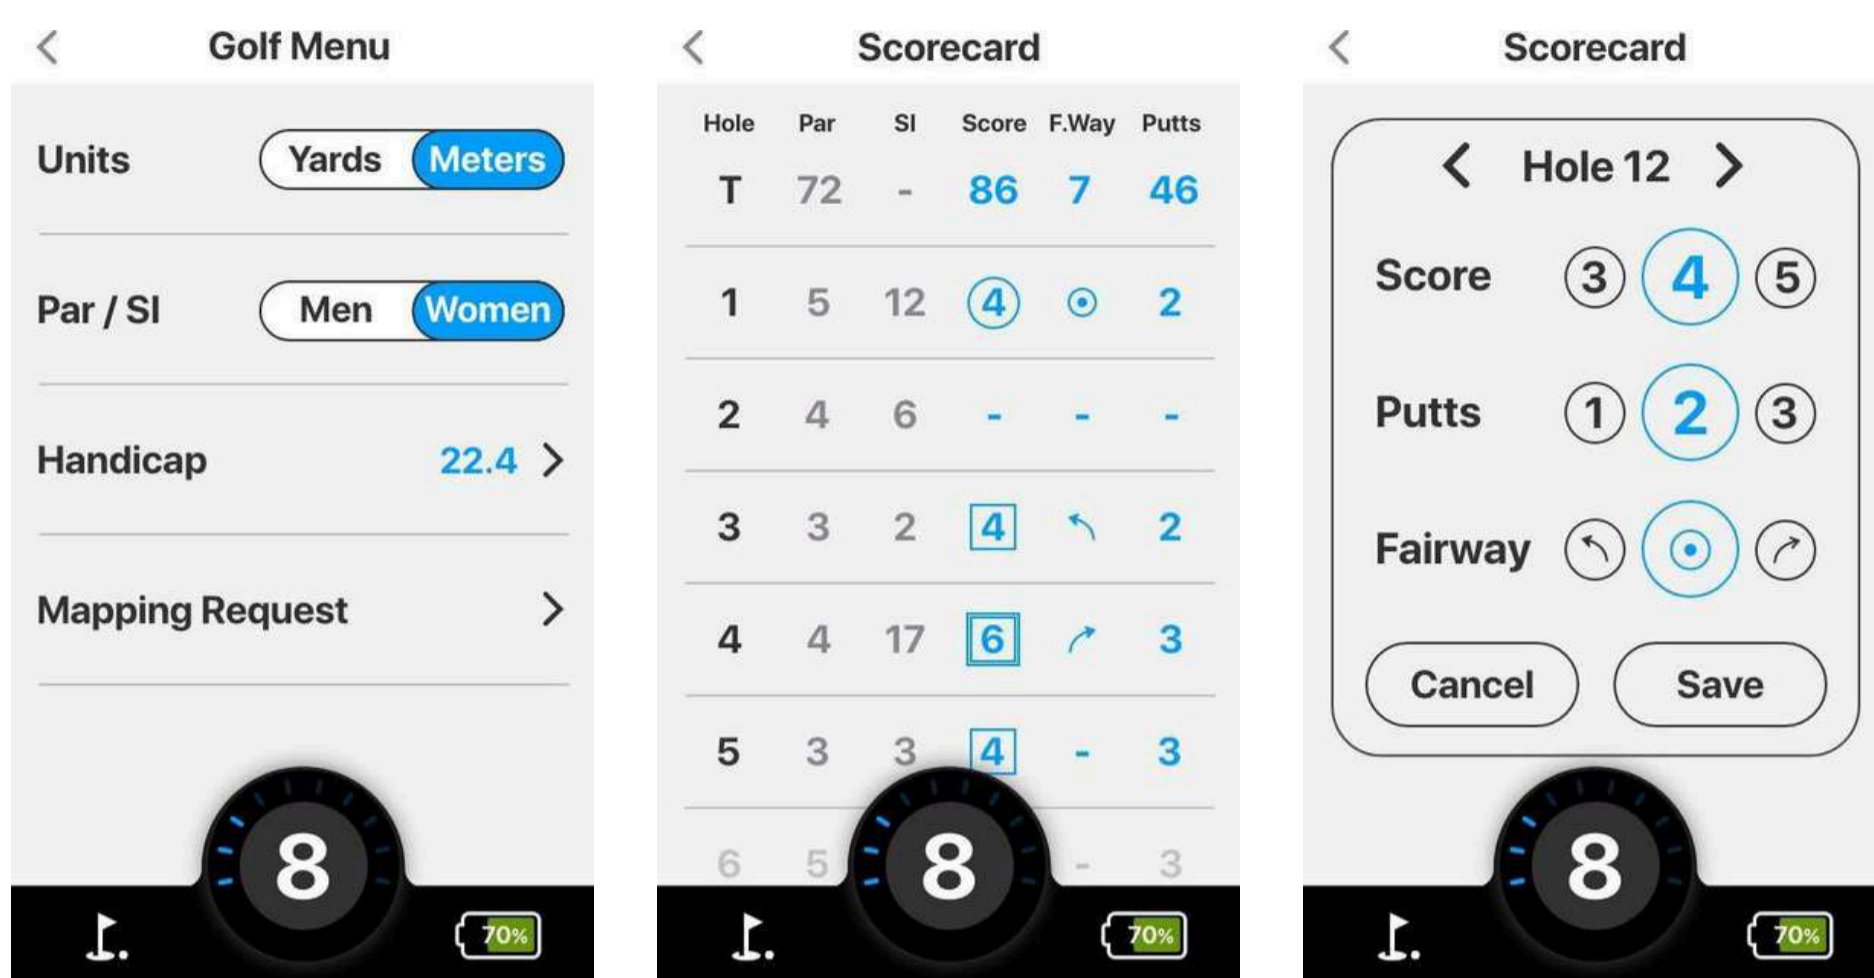 Golf Menu
Units Yards Meters
Par / SI Men Women
Handicap 22.4
Mapping Request
8
70%
Scorecard
Hole Par SI Score F.Way Putts
T 72 - 86 7 46
1 5 12 4 2
2 4 6 - - -
3 3 2 4 2
4 4 17 6 3
5 3 3 4 - 3
6 5 - 3
8
70%
Scorecard
Hole 12
Score 3 4 5
Putts 1 2 3
Fairway
Cancel Save
8
70%